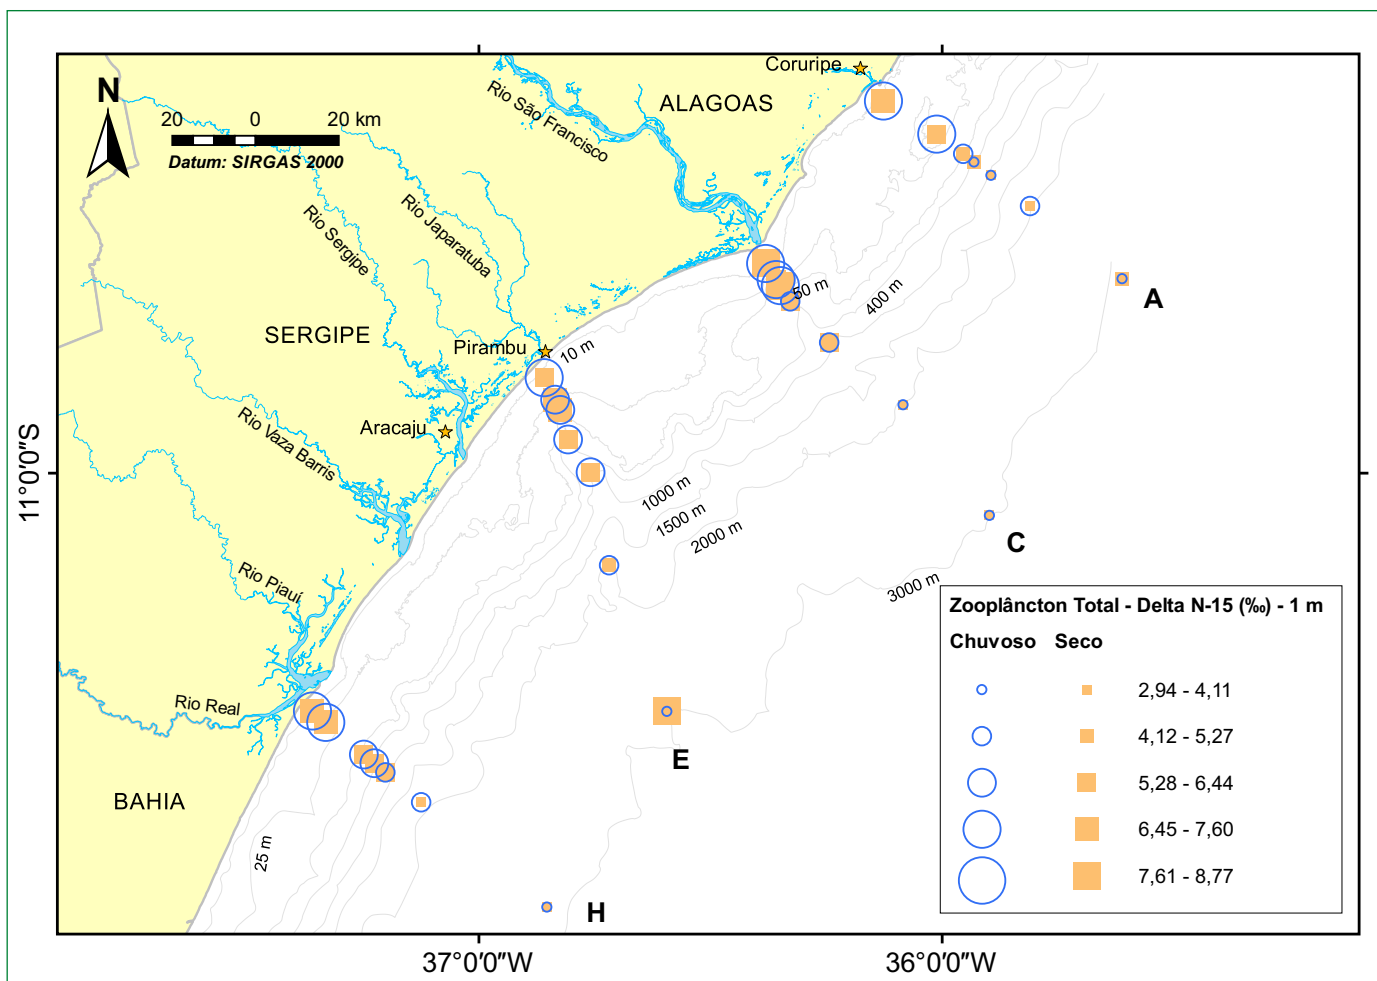 Coruripe
N
ALAGOAS
Rio São Francisco
20 0 20 km
Datum: SIRGAS 2000
Rio Japaratuba
Rio Sergipe
50 m
400 m
A
SERGIPE
Pirambu
10 m
Aracaju
Rio Vaza Barris
11°0'0"S
1000 m
1500 m
2000 m
C
Rio Piauí
3000 m
Zooplâncton Total - Delta N-15 (‰) - 1 m
Chuvoso Seco
2,94 - 4,11
4,12 - 5,27
5,28 - 6,44
6,45 - 7,60
7,61 - 8,77
Rio Real
E
BAHIA
25 m
H
37°0'0"W
36°0'0"W